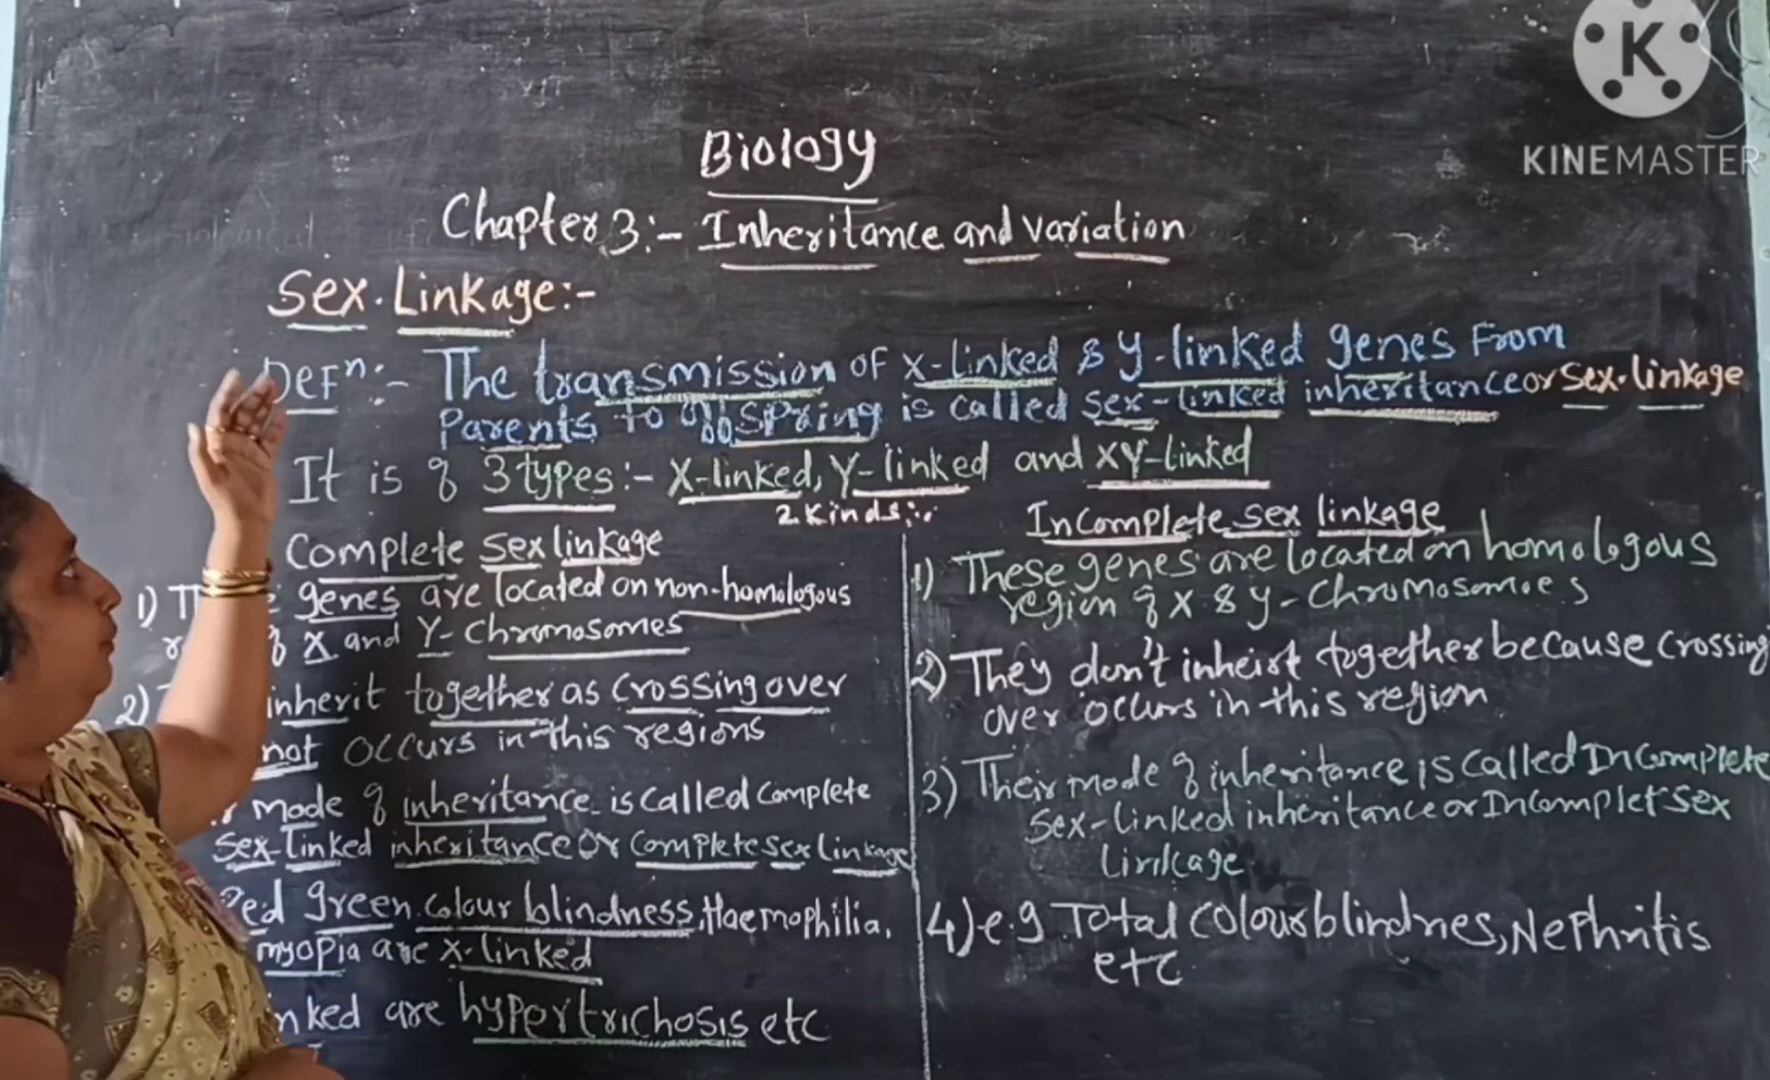 K
KINEMASTER
Biology
Chapter 3:- Inheritance and variation
Sex.Linkage:-
Defn:- The transmission of X-linked & y-linked genes From
Parents to offspring is called sex-linked inheritance or sex.linkage
It is of 3 types:- X-linked, Y-linked and XY-linked
2 Kinds:-
Complete sex linkage
1) genes are located on non-homologous
of X and Y-Chromosomes
2) inherit together as crossing over
not occurs in this regions
mode of inheritance is called complete
Sex-linked inheritance or complete sex linkage
Red green colour blindness, Haemophilia,
myopia are X-linked
are hypertrichosis etc
Incomplete sex linkage
1) These genes are located on homologous
region of X & y-Chromosomoes
2) They don't inheirt together because crossing
over occurs in this region
3) Their mode of inheritance is called Incomplete
Sex-linked inheritance or Incomplet sex
linkage
4) e.g Total colourblindnes, Nephritis
etc